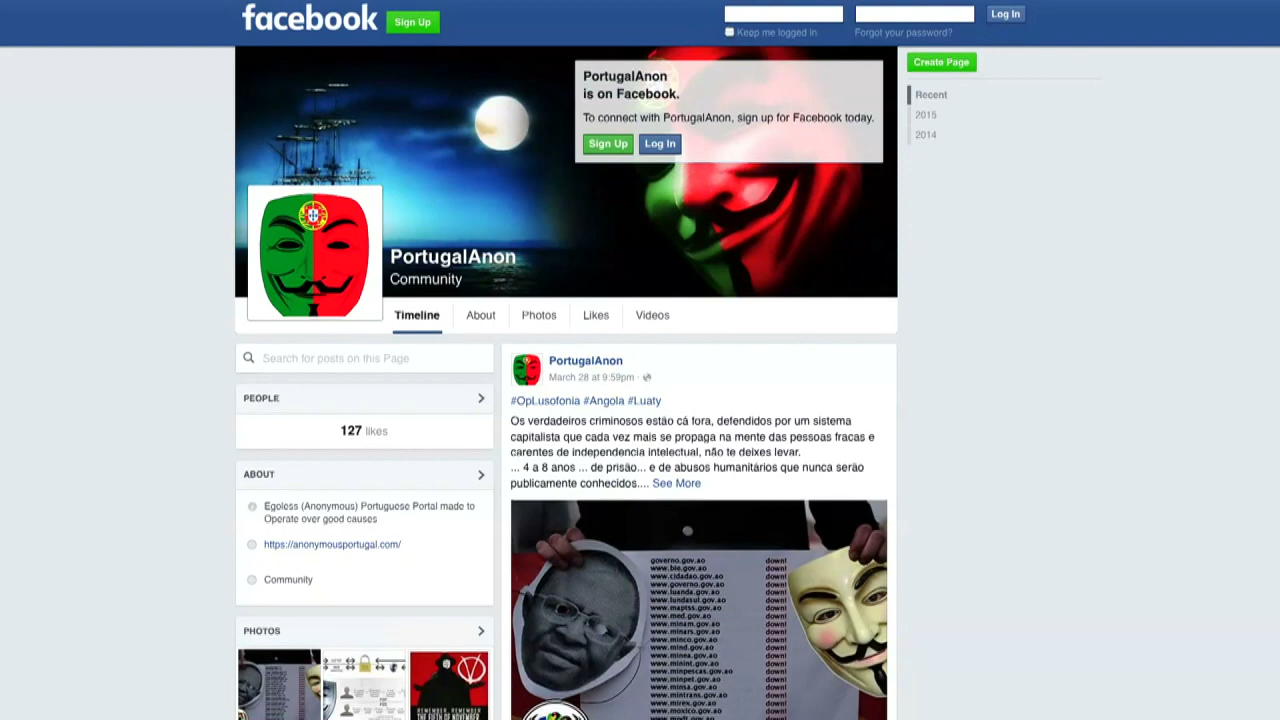 facebook
Sign Up
Log In
Keep me logged in
Forgot your password?
PortugalAnon
is on Facebook.
To connect with PortugalAnon, sign up for Facebook today.
Sign Up
Log In
Create Page
Recent
2015
2014
PortugalAnon
Community
Timeline
About
Photos
Likes
Videos
Search for posts on this Page
PEOPLE
127 likes
ABOUT
Egoless (Anonymous) Portuguese Portal made to
Operate over good causes
https://anonymousportugal.com/
Community
PHOTOS
REMEMBER, REMEMBER
THE FIFTH OF NOVEMBER
PortugalAnon
March 28 at 9:59pm ·
#OpLusofonia #Angola #Luaty
Os verdadeiros criminosos estão cá fora, defendidos por um sistema
capitalista que cada vez mais se propaga na mente das pessoas fracas e
carentes de independencia intelectual, não te deixes levar.
... 4 a 8 anos ... de prisão... e de abusos humanitários que nunca serão
publicamente conhecidos.... See More
governo.gov.ao down!
www.bie.gov.ao down!
www.cidadao.gov.ao down!
www.governo.gov.ao down!
www.luanda.gov.ao down!
www.lundasul.gov.ao down!
www.maptss.gov.ao down!
www.med.gov.ao down!
www.minam.gov.ao down!
www.minars.gov.ao down!
www.minco.gov.ao down!
www.mind.gov.ao down!
www.minea.gov.ao down!
www.minint.gov.ao down!
www.minpescas.gov.ao down!
www.minpet.gov.ao down!
www.minsa.gov.ao down!
www.mintrans.gov.ao down!
www.mirex.gov.ao down!
www.moxico.gov.ao down!